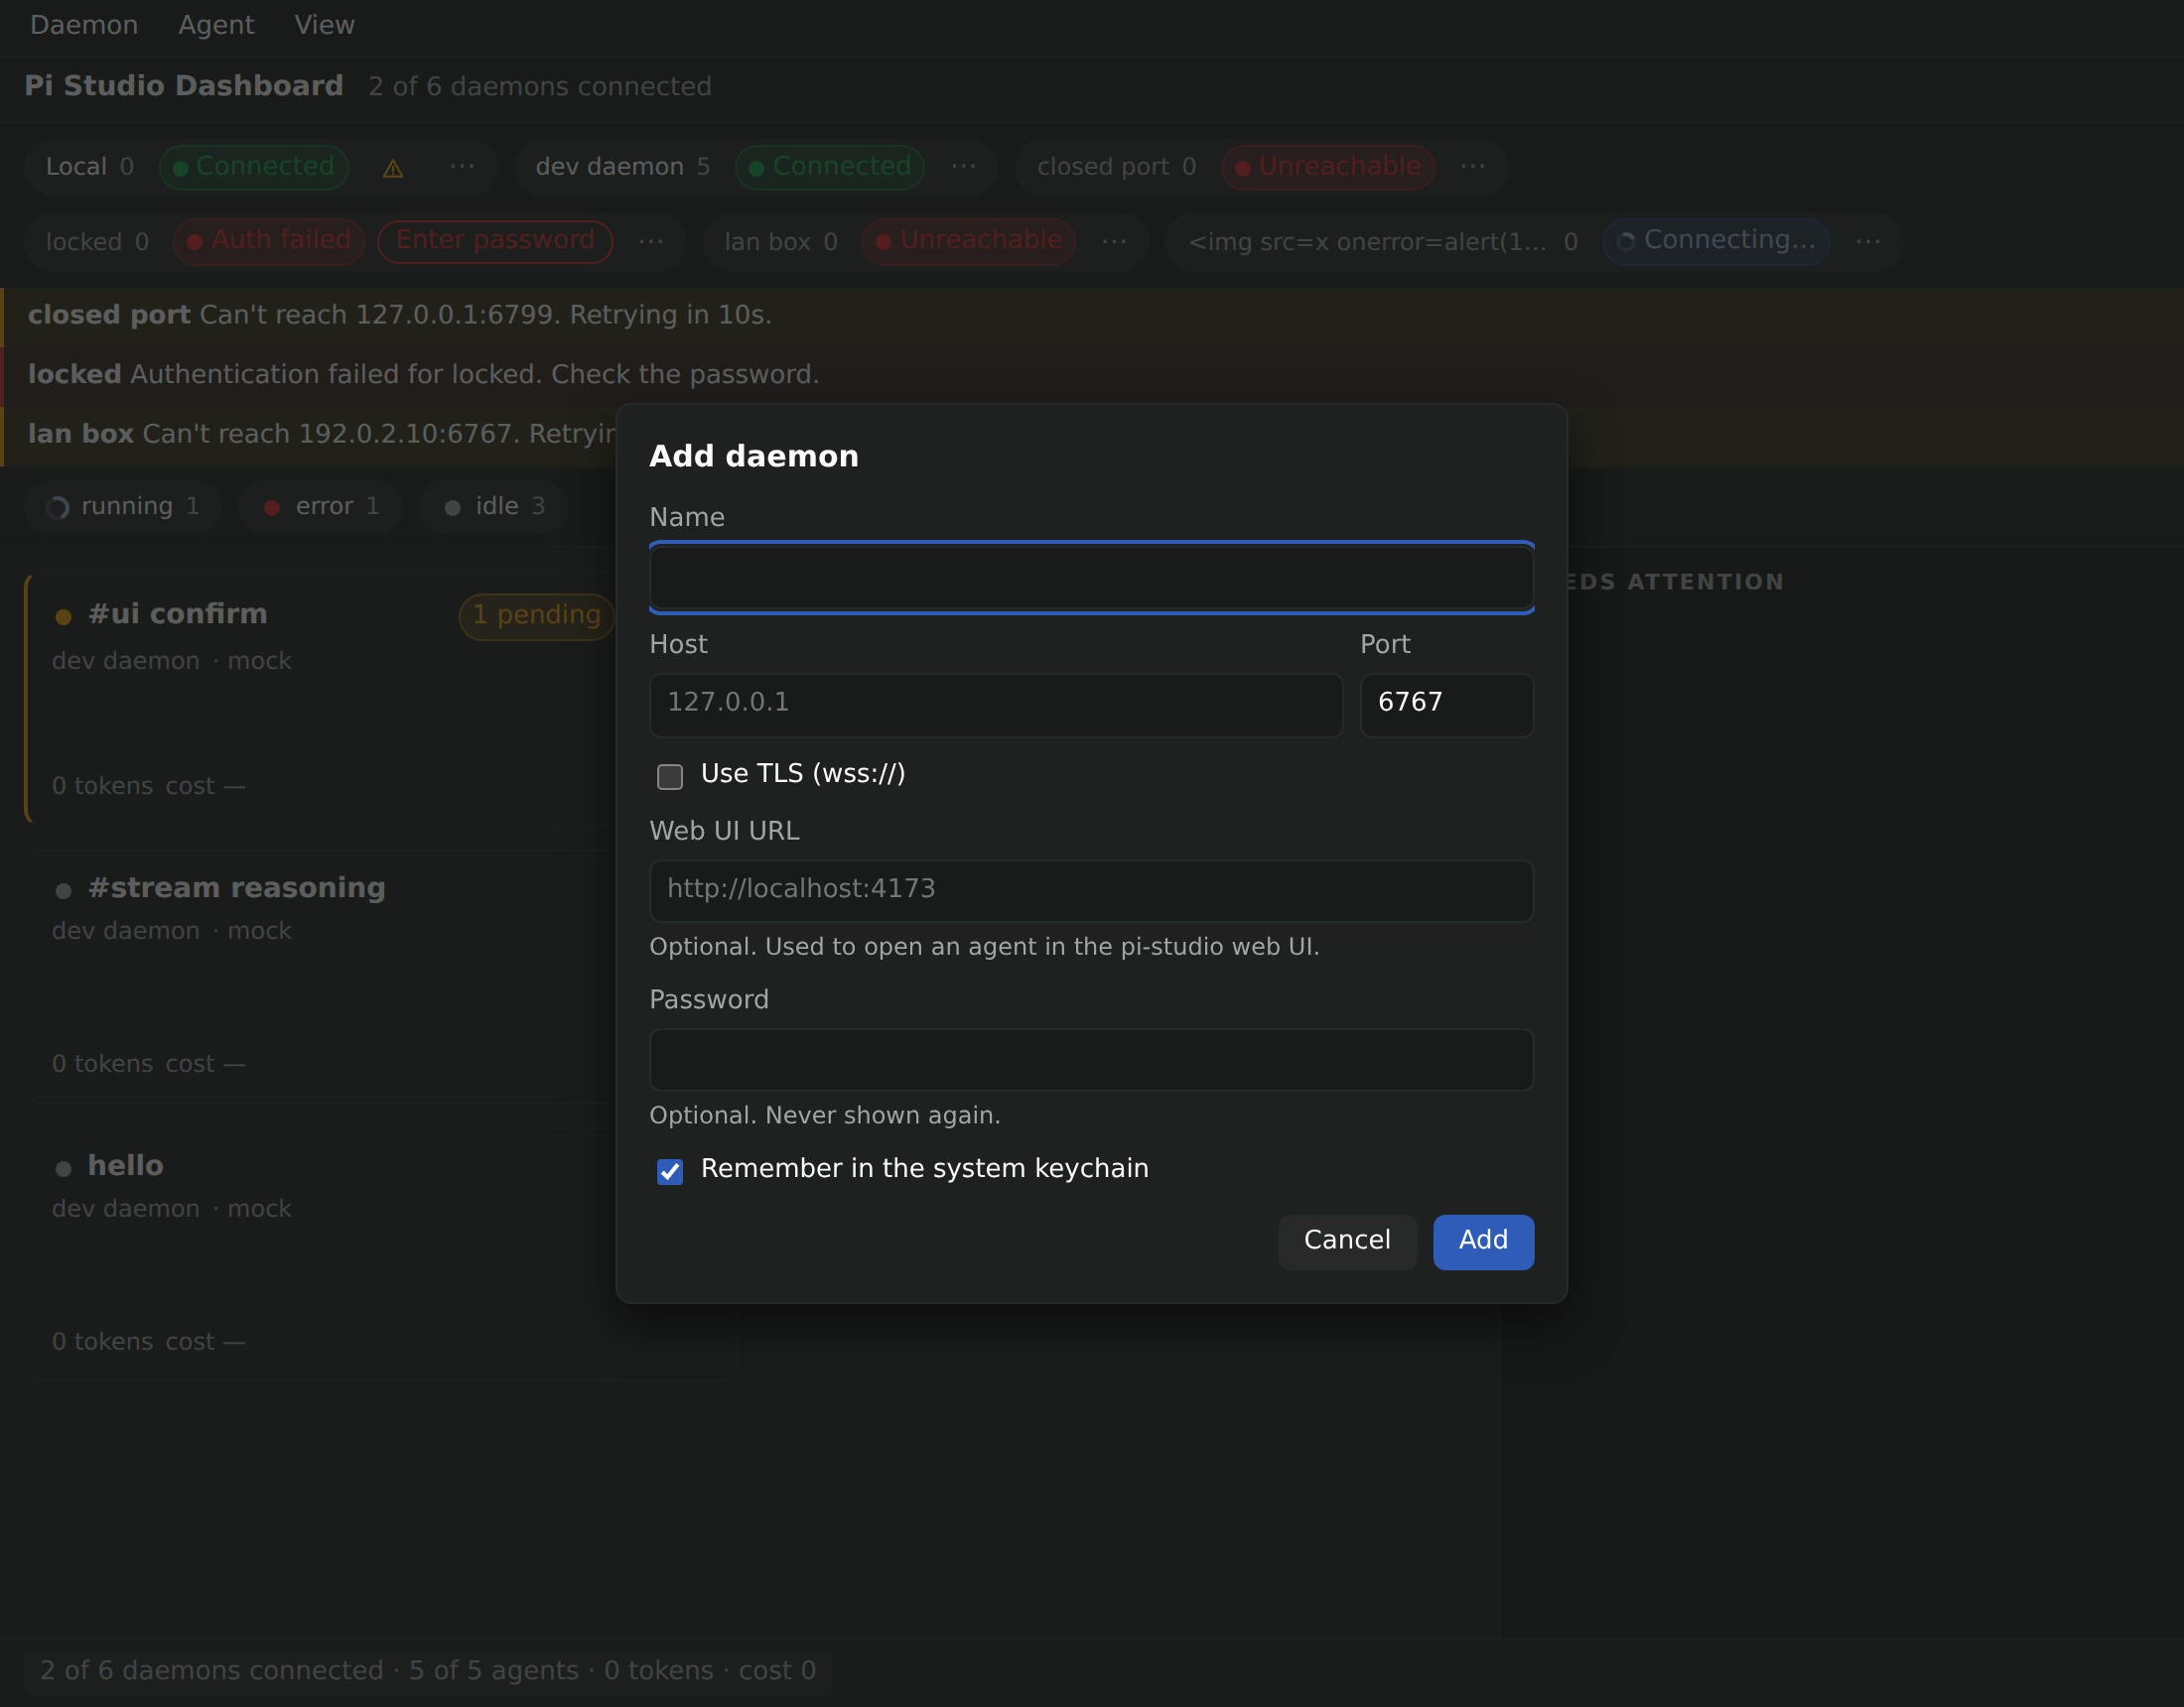 Daemon Agent View
Pi Studio Dashboard 2 of 6 daemons connected
Local 0 Connected ··· dev daemon 5 Connected ··· closed port 0 Unreachable ···
locked 0 Auth failed Enter password ··· lan box 0 Unreachable ··· <img src=x onerror=alert(1… 0 Connecting… ···
closed port Can't reach 127.0.0.1:6799. Retrying in 10s.
locked Authentication failed for locked. Check the password.
lan box Can't reach 192.0.2.10:6767.
running 1 error 1 idle 3
#ui confirm 1 pending
dev daemon · mock
0 tokens cost —
#stream reasoning
dev daemon · mock
0 tokens cost —
hello
dev daemon · mock
0 tokens cost —
ATTENTION
Add daemon
Name
Host Port
127.0.0.1 6767
Use TLS (wss://)
Web UI URL
http://localhost:4173
Optional. Used to open an agent in the pi-studio web UI.
Password
Optional. Never shown again.
Remember in the system keychain
Cancel Add
2 of 6 daemons connected · 5 of 5 agents · 0 tokens · cost 0